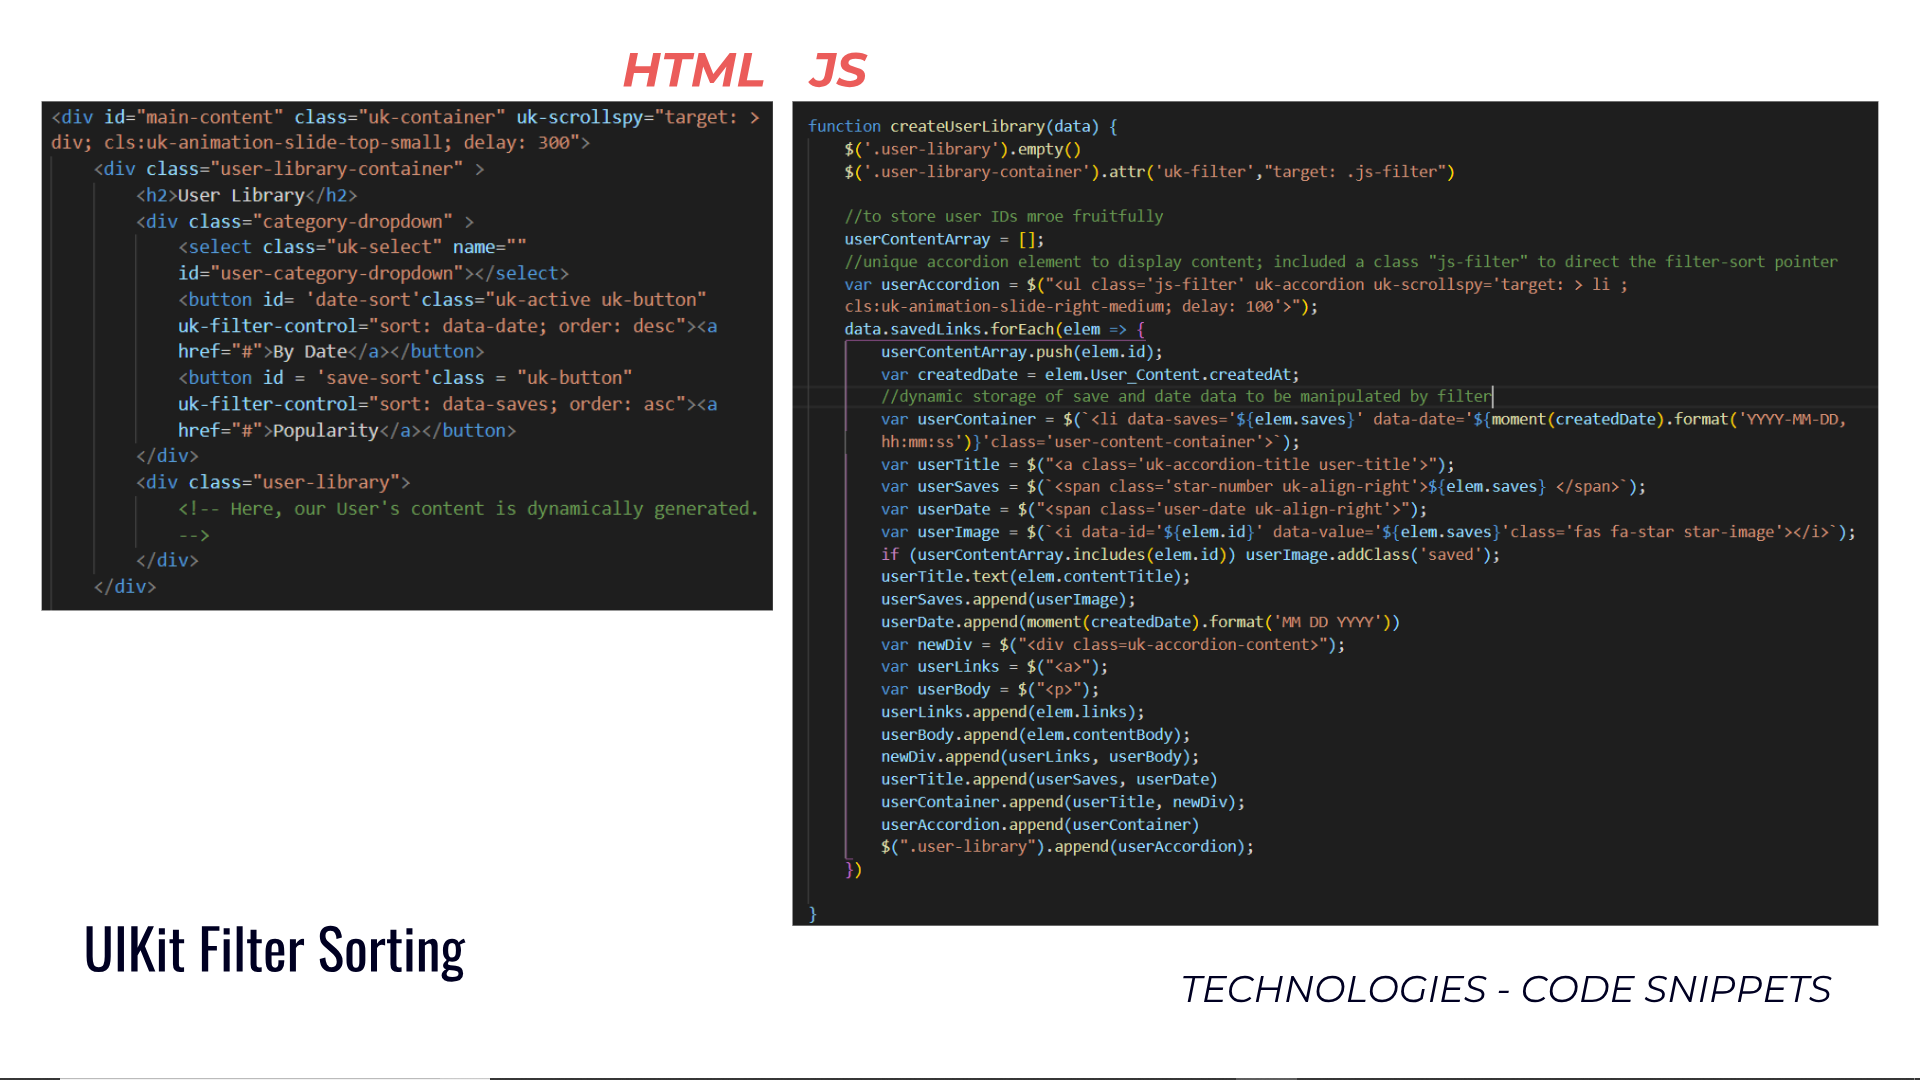 HTML
<div id="main-content" class="uk-container" uk-scrollspy="target: >
div; cls:uk-animation-slide-top-small; delay: 300">
<div class="user-library-container" >
<h2>User Library</h2>
<div class="category-dropdown" >
<select class="uk-select" name=""
id="user-category-dropdown"></select>
<button id= 'date-sort'class="uk-active uk-button"
uk-filter-control="sort: data-date; order: desc"><a
href="#">By Date</a></button>
<button id = 'save-sort'class = "uk-button"
uk-filter-control="sort: data-saves; order: asc"><a
href="#">Popularity</a></button>
</div>
<div class="user-library">
<!-- Here, our User's content is dynamically generated.
-->
</div>
</div>
JS
function createUserLibrary(data) {
$('.user-library').empty()
$('.user-library-container').attr('uk-filter',"target: .js-filter")
//to store user IDs mroe fruitfully
userContentArray = [];
//unique accordion element to display content; included a class "js-filter" to direct the filter-sort pointer
var userAccordion = $("<ul class='js-filter' uk-accordion uk-scrollspy='target: > li ;
cls:uk-animation-slide-right-medium; delay: 100'>");
data.savedLinks.forEach(elem => {
userContentArray.push(elem.id);
var createdDate = elem.User_Content.createdAt;
//dynamic storage of save and date data to be manipulated by filter
var userContainer = $(`<li data-saves='${elem.saves}' data-date='${moment(createdDate).format('YYYY-MM-DD,
hh:mm:ss')}'class='user-content-container'>`);
var userTitle = $("<a class='uk-accordion-title user-title'>");
var userSaves = $(`<span class='star-number uk-align-right'>${elem.saves} </span>`);
var userDate = $("<span class='user-date uk-align-right'>");
var userImage = $(`<i data-id='${elem.id}' data-value='${elem.saves}'class='fas fa-star star-image'></i>`);
if (userContentArray.includes(elem.id)) userImage.addClass('saved');
userTitle.text(elem.contentTitle);
userSaves.append(userImage);
userDate.append(moment(createdDate).format('MM DD YYYY'))
var newDiv = $("<div class=uk-accordion-content>");
var userLinks = $("<a>");
var userBody = $("<p>");
userLinks.append(elem.links);
userBody.append(elem.contentBody);
newDiv.append(userLinks, userBody);
userTitle.append(userSaves, userDate)
userContainer.append(userTitle, newDiv);
userAccordion.append(userContainer)
$(".user-library").append(userAccordion);
})
}
UIKit Filter Sorting
TECHNOLOGIES - CODE SNIPPETS